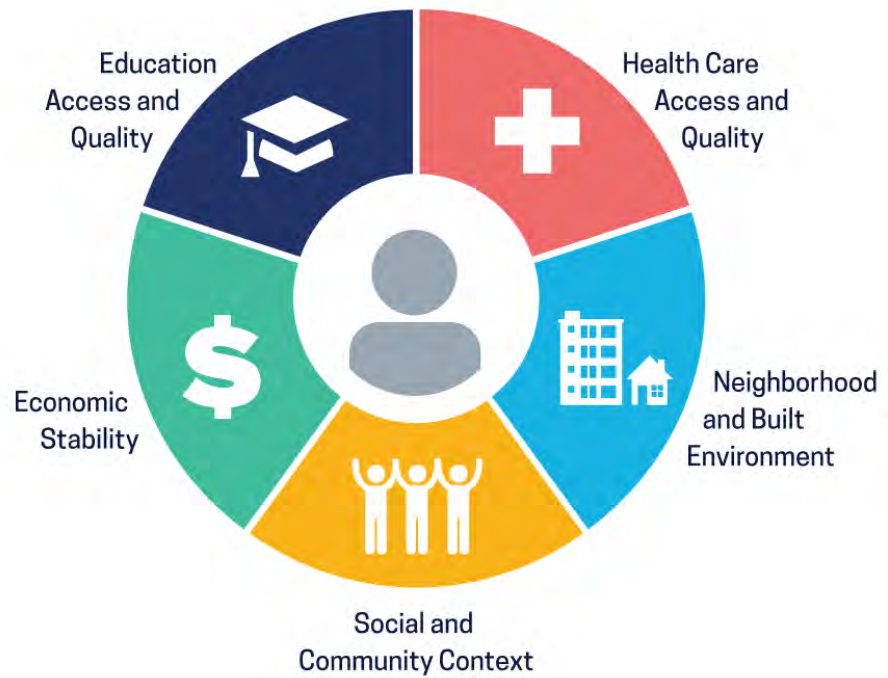 Education
Access and
Quality
Health Care
Access and
Quality
$
Economic
Stability
Neighborhood
and Built
Environment
Social and
Community Context